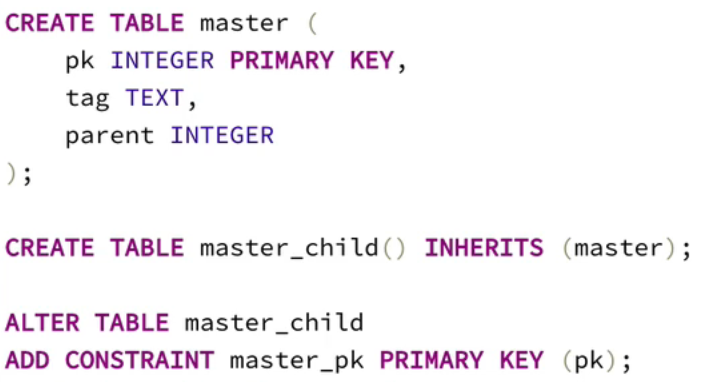 CREATE TABLE master (
    pk INTEGER PRIMARY KEY,
    tag TEXT,
    parent INTEGER
);

CREATE TABLE master_child() INHERITS (master);

ALTER TABLE master_child
ADD CONSTRAINT master_pk PRIMARY KEY (pk);